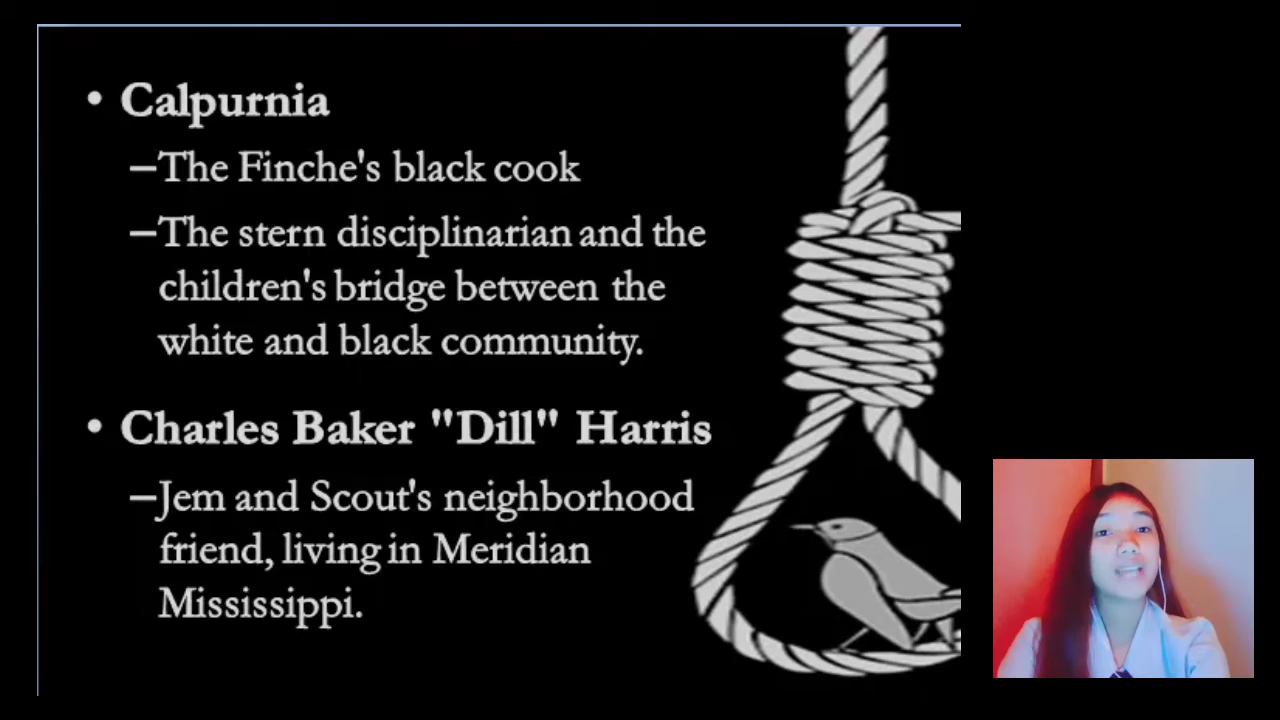 • Calpurnia
–The Finche's black cook
–The stern disciplinarian and the
children's bridge between the
white and black community.
• Charles Baker "Dill" Harris
–Jem and Scout's neighborhood
friend, living in Meridian
Mississippi.